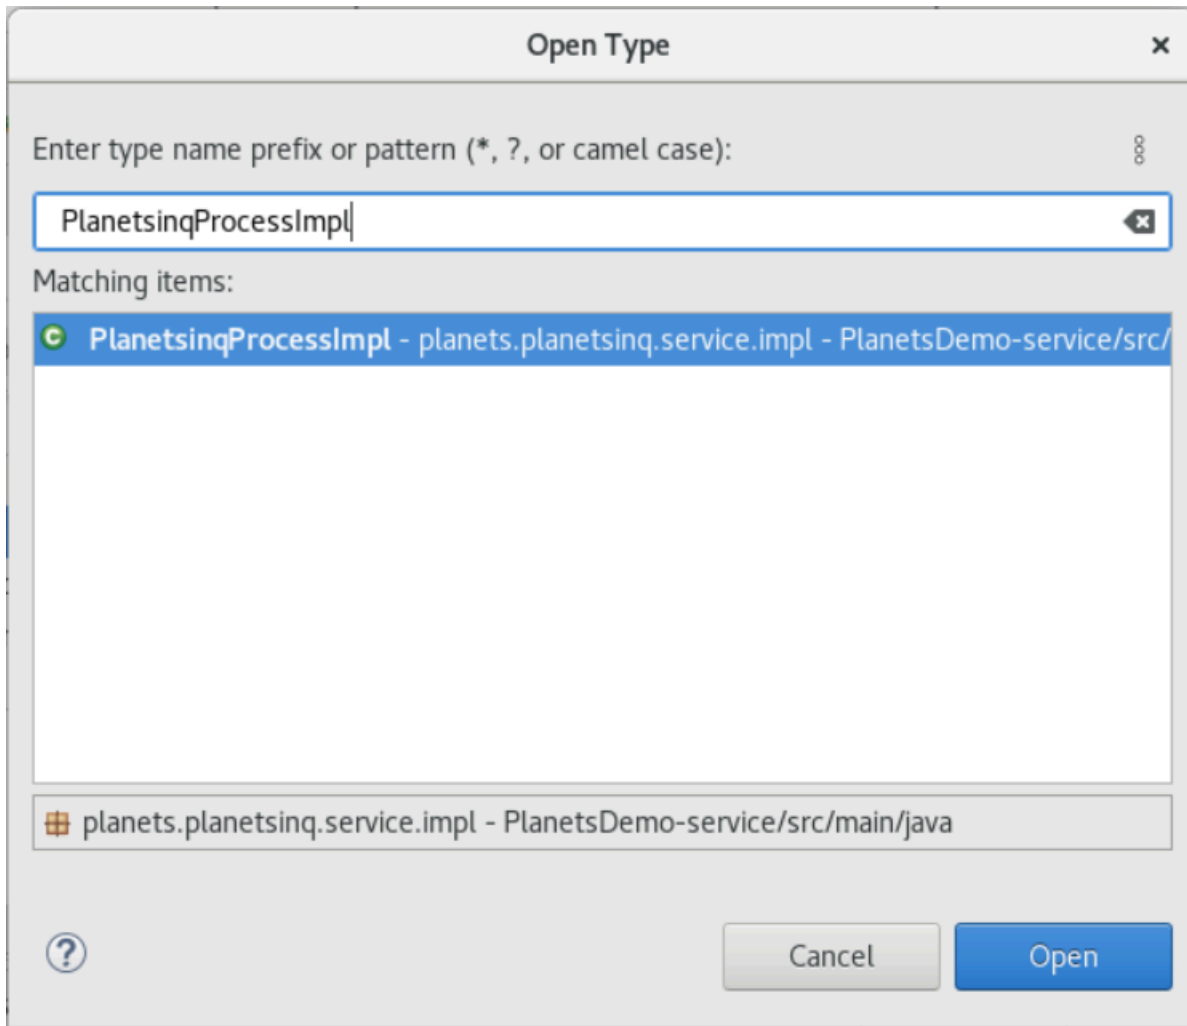 Open Type
Enter type name prefix or pattern (*, ?, or camel case):
PlanetsinqProcessImpl
Matching items:
PlanetsinqProcessImpl - planets.planetsinq.service.impl - PlanetsDemo-service/src/
planets.planetsinq.service.impl - PlanetsDemo-service/src/main/java
Cancel Open